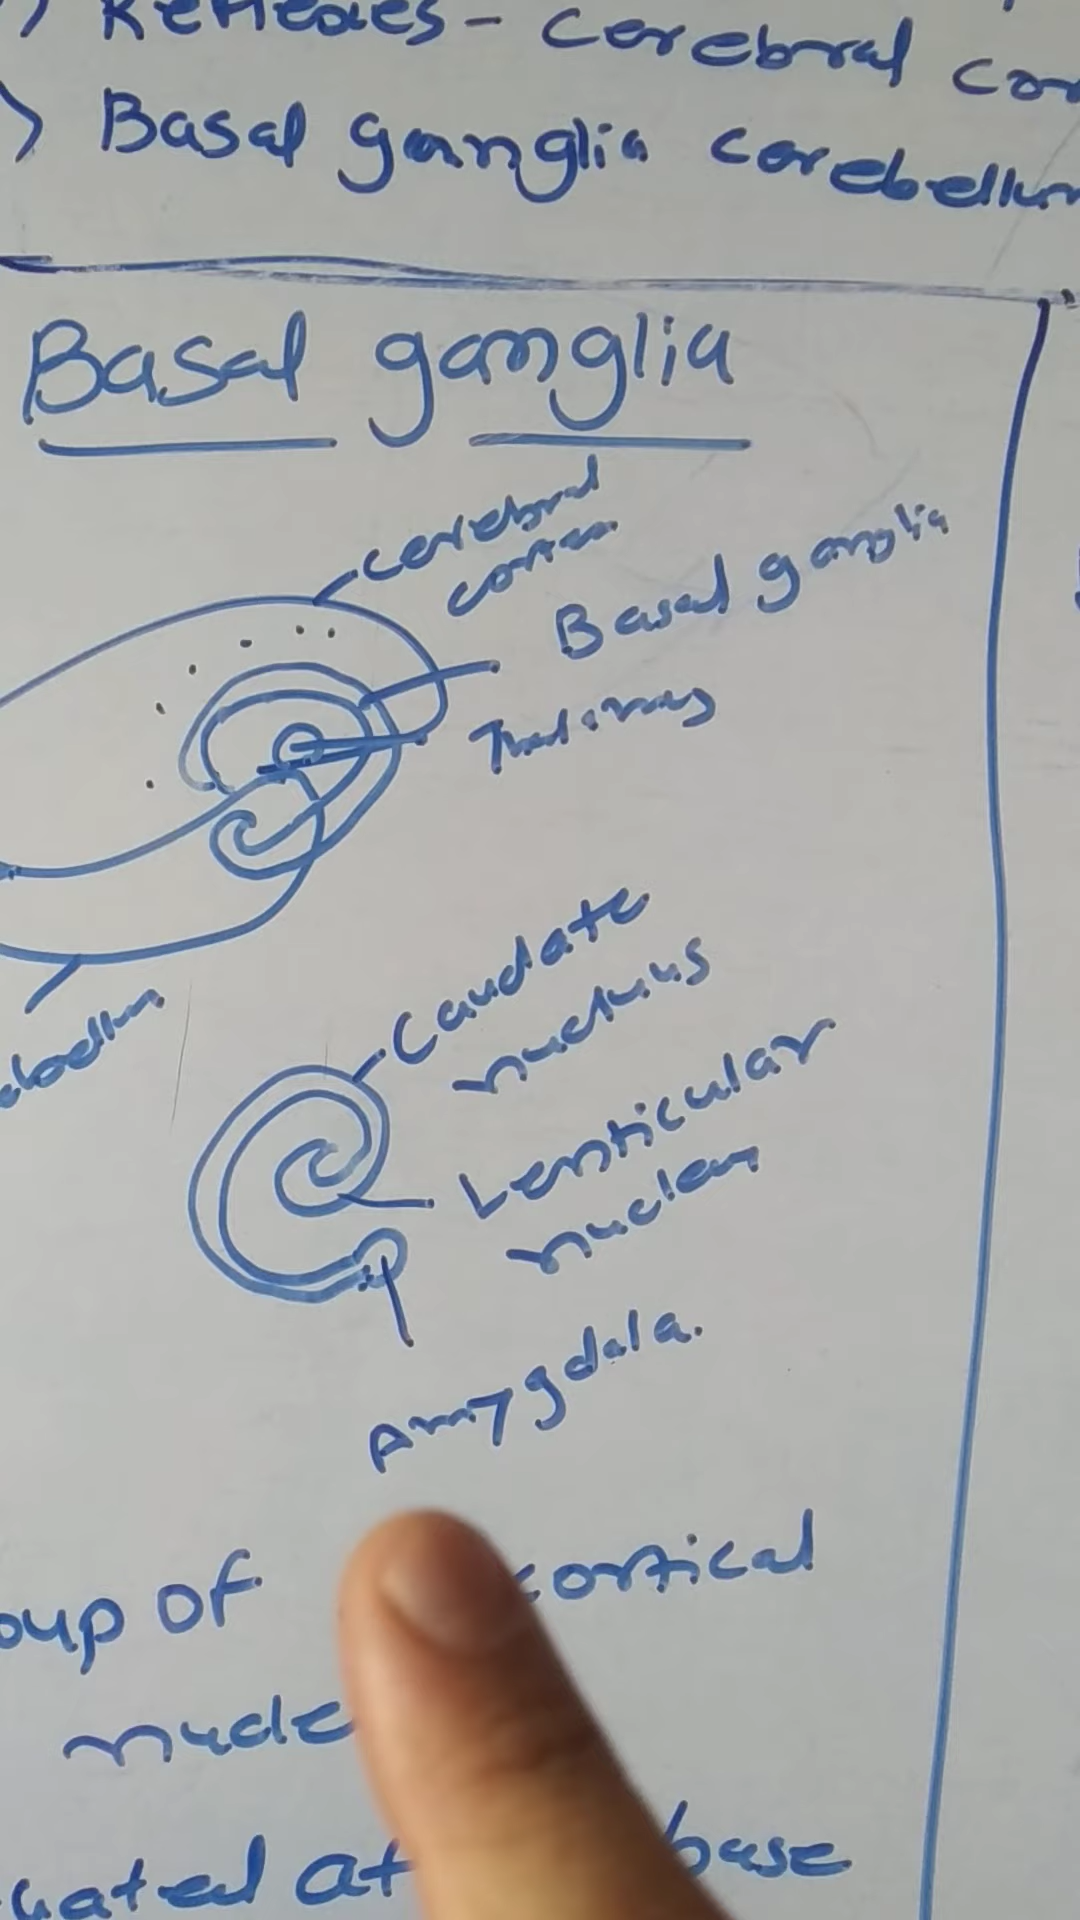 Reflexes - Cerebral
Basal ganglia cerebellum
Basal ganglia
cerebral
cortex
Basal ganglia
Thalamus
Caudate
nucleus
Lenticular
nucleus
Amygdala.
oup of cortical
nucle
uated at base